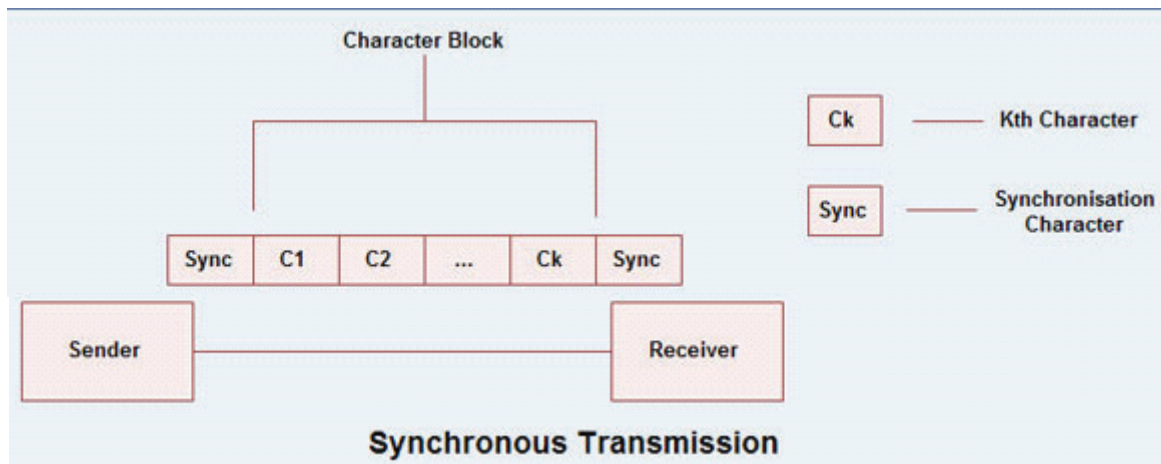 Character Block
Ck
Kth Character
Sync
Synchronisation
Character
Sync C1 C2 ... Ck Sync
Sender
Receiver
Synchronous Transmission